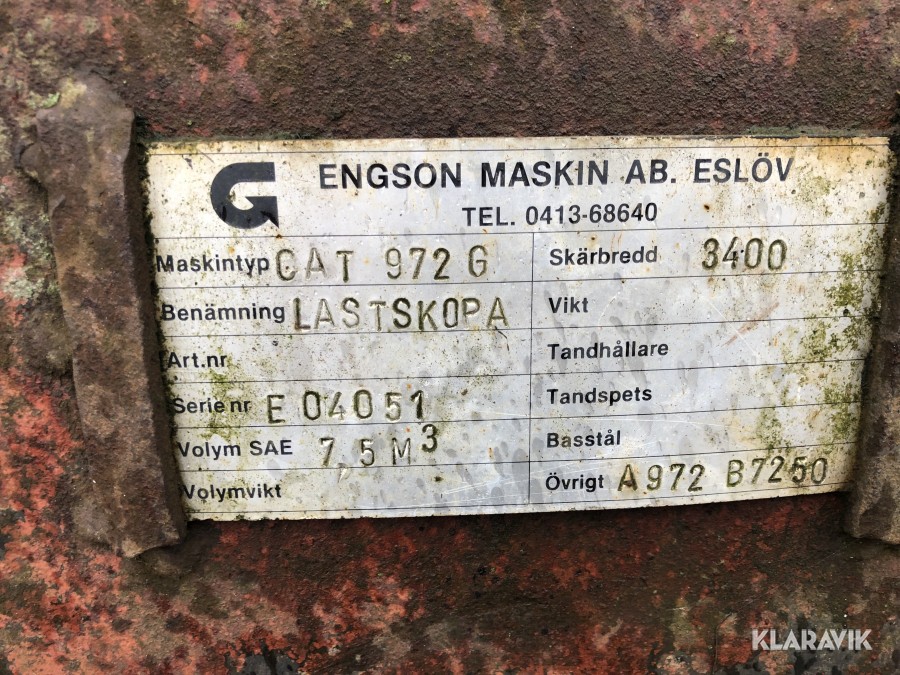 ENGSON MASKIN AB. ESLÖV
TEL. 0413-68640
Maskintyp CAT 972 G
Skärbredd 3400
Benämning LASTSKOPA
Vikt
Art.nr
Tandhållare
Serie nr E 04051
Tandspets
Volym SAE 7,5 M3
Basstål
Volymvikt
Övrigt A972 B7250
KLARAVIK